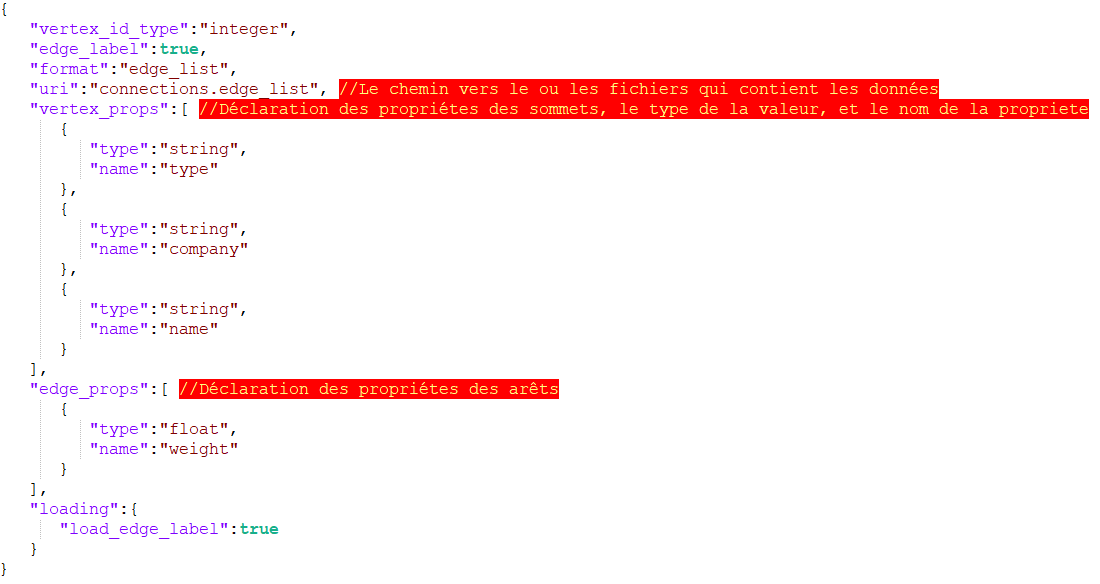 {
"vertex_id_type":"integer",
"edge_label":true,
"format":"edge_list",
"uri":"connections.edge_list", //Le chemin vers le ou les fichiers qui contient les données
"vertex_props":[ //Déclaration des propriétes des sommets, le type de la valeur, et le nom de la propriete
{
"type":"string",
"name":"type"
},
{
"type":"string",
"name":"company"
},
{
"type":"string",
"name":"name"
}
],
"edge_props":[ //Déclaration des propriétes des arêts
{
"type":"float",
"name":"weight"
}
],
"loading":{
"load_edge_label":true
}
}